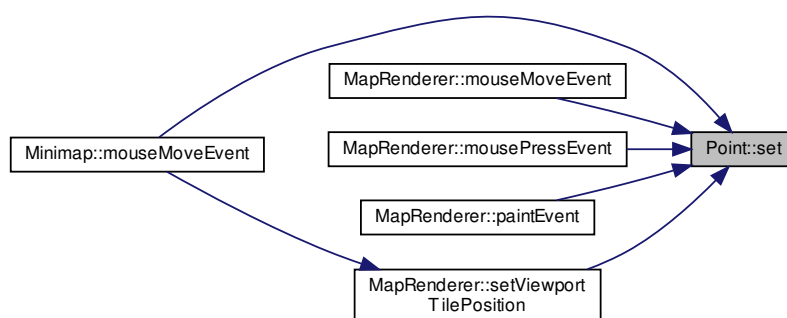 MapRenderer::mouseMoveEvent
Minimap::mouseMoveEvent
MapRenderer::mousePressEvent
Point::set
MapRenderer::paintEvent
MapRenderer::setViewport
TilePosition